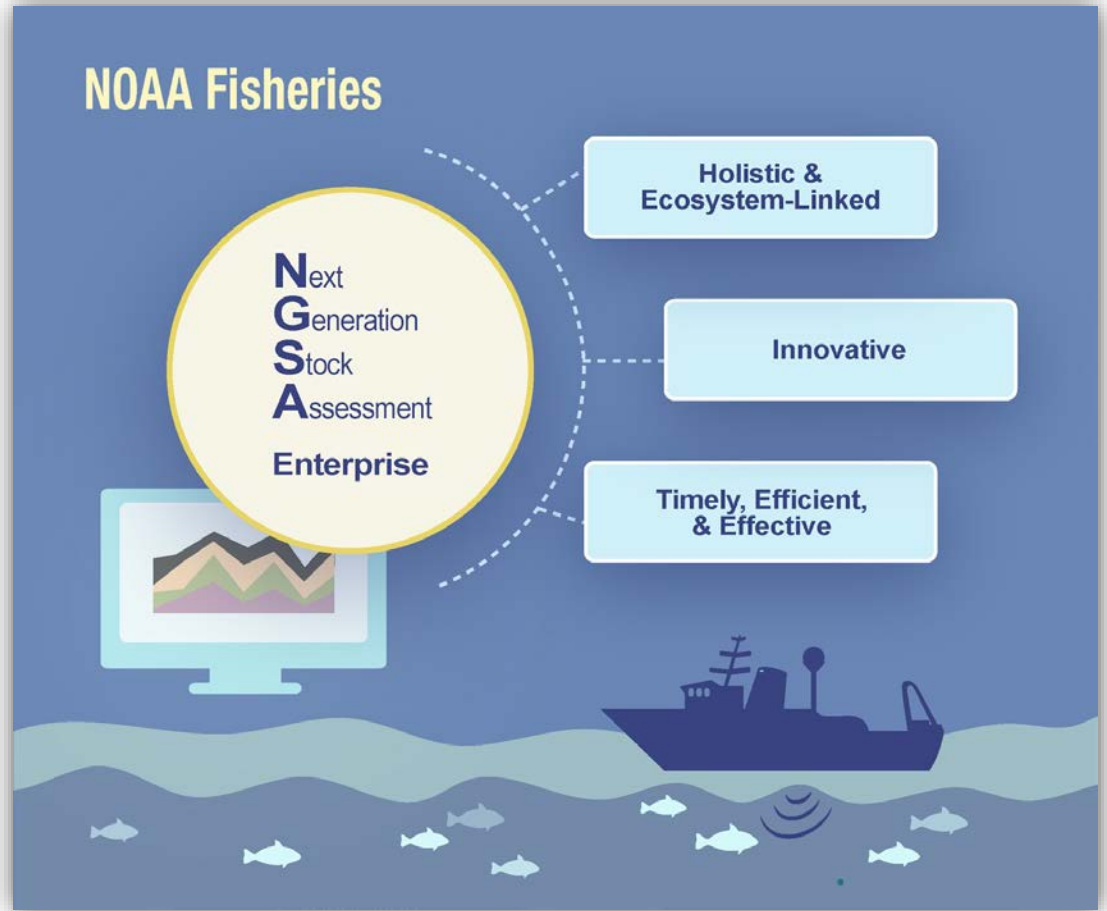 NOAA Fisheries
Next
Generation
Stock
Assessment
Enterprise
Holistic &
Ecosystem-Linked
Innovative
Timely, Efficient,
& Effective